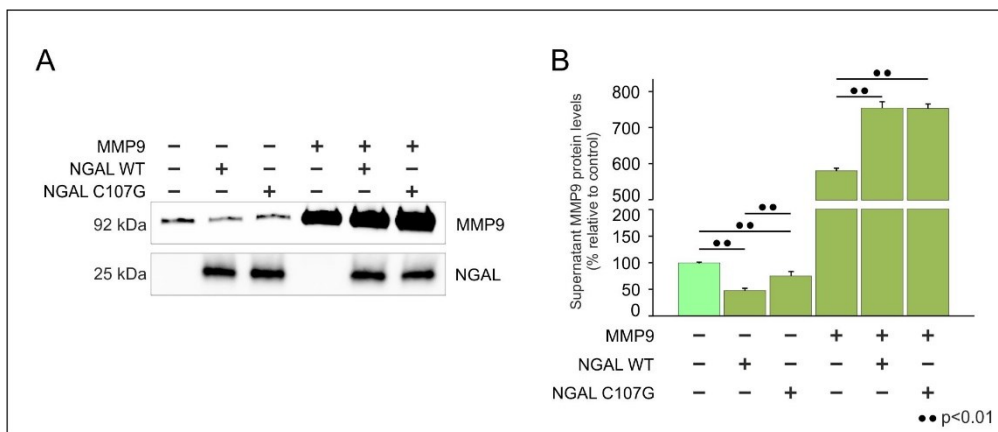 A
MMP9 – – – + + +
NGAL WT – + – – + –
NGAL C107G – – + – – +
92 kDa MMP9
25 kDa NGAL
B
Supernatant MMP9 protein levels
(% relative to control)
800
700
600
500
200
150
100
50
0
●●
●●
●●
●●
●●
MMP9 – – – + + +
NGAL WT – + – – + –
NGAL C107G – – + – – +
●● p<0.01